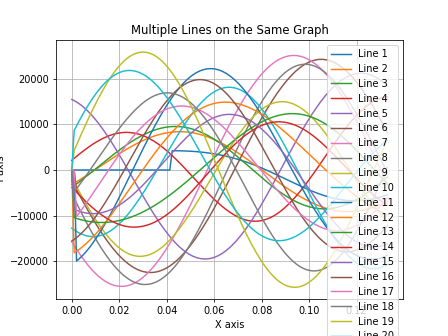 Multiple Lines on the Same Graph
20000
10000
0
−10000
−20000
0.00
0.02
0.04
0.06
0.08
0.10
X axis
Line 1
Line 2
Line 3
Line 4
Line 5
Line 6
Line 7
Line 8
Line 9
Line 10
Line 11
Line 12
Line 13
Line 14
Line 15
Line 16
Line 17
Line 18
Line 19
Line 20